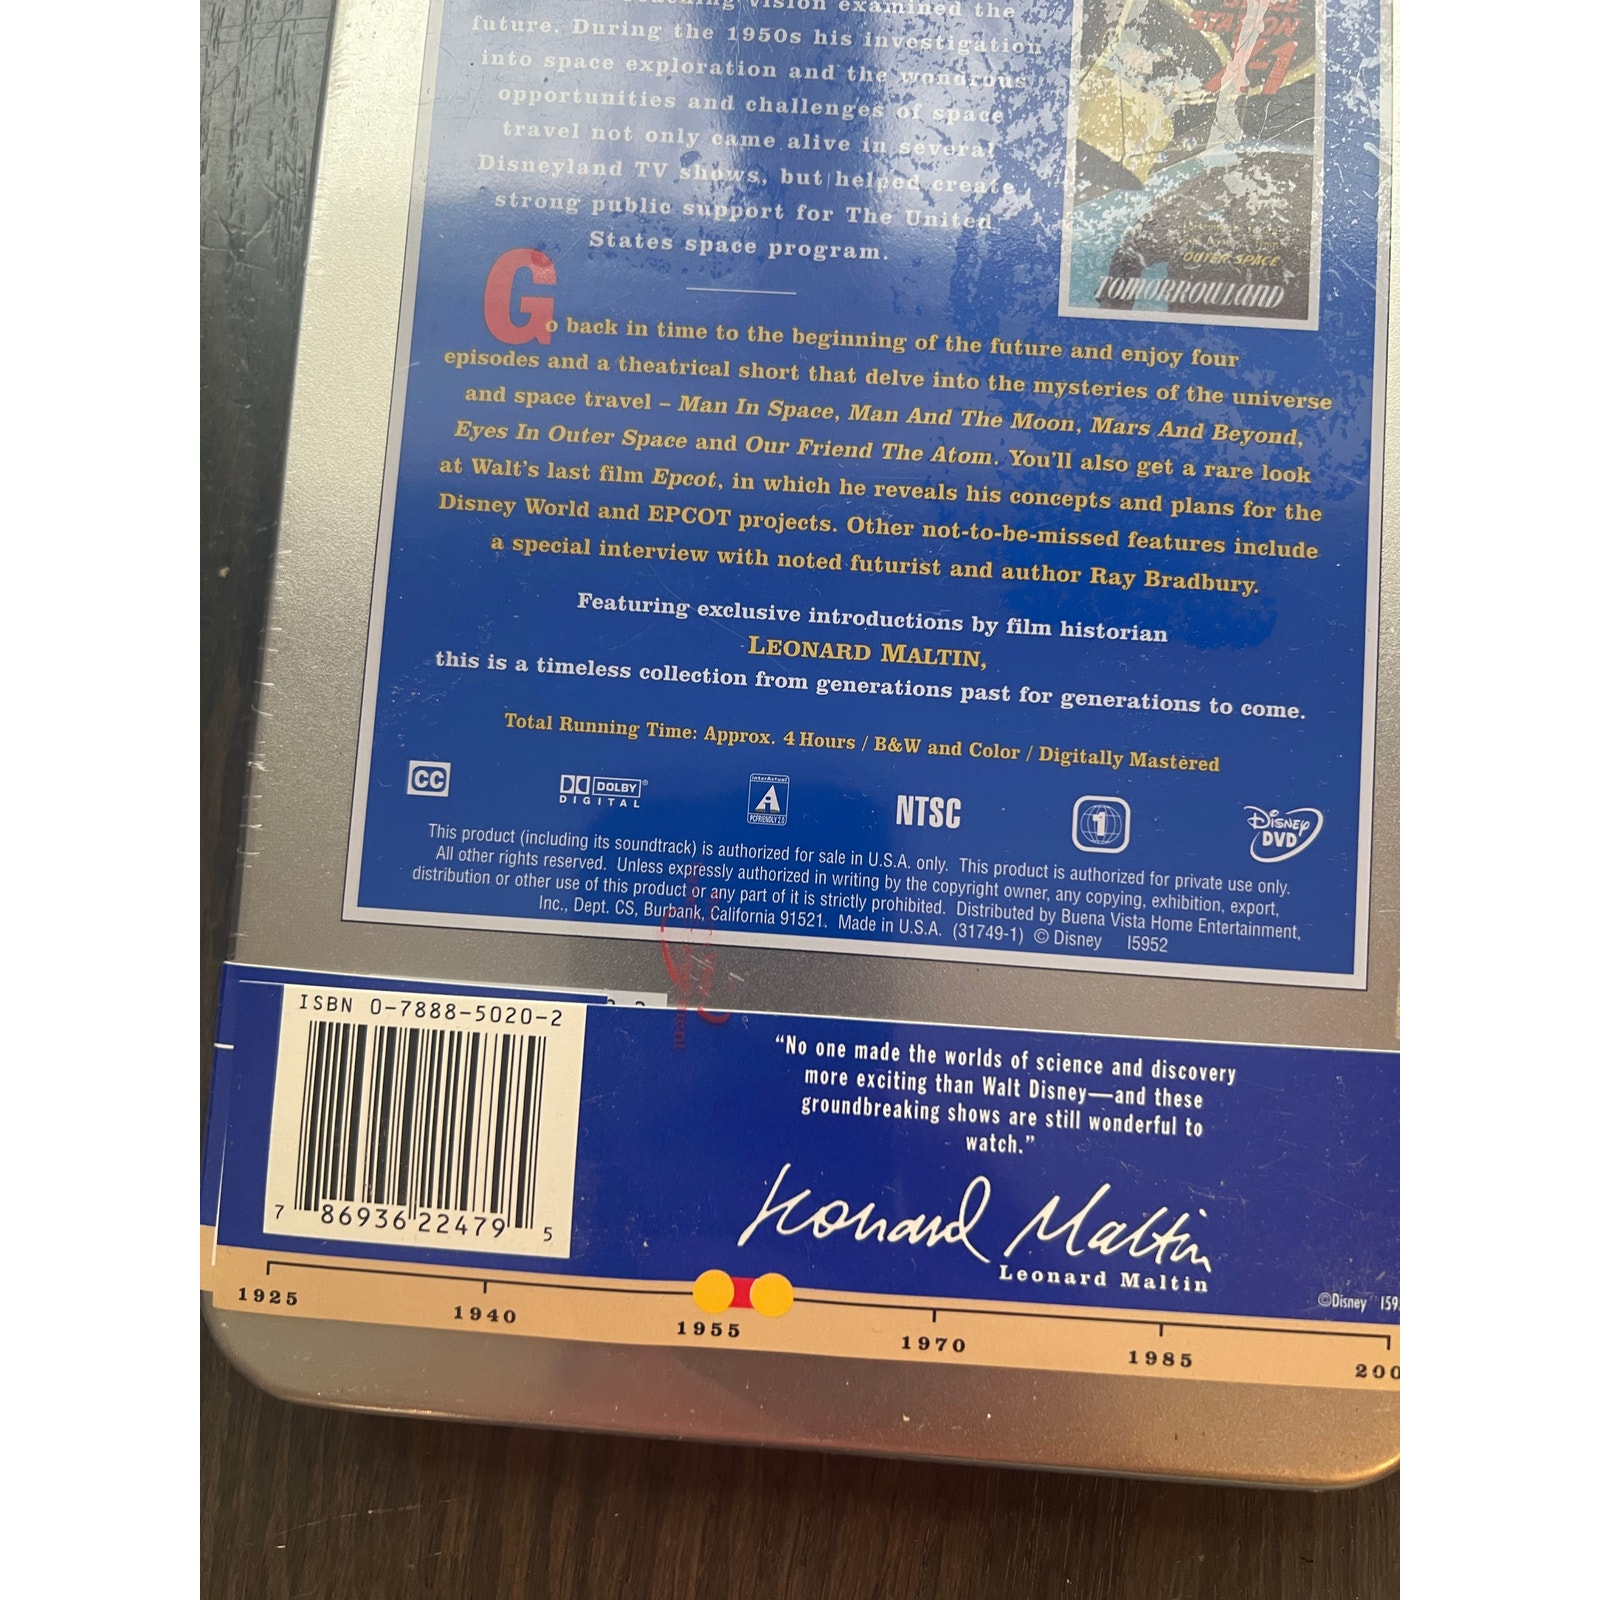 vision examined the
future. During the 1950s his investigation
into space exploration and the wondrous
opportunities and challenges of space
travel not only came alive in several
Disneyland TV shows, but helped create
strong public support for The United
States space program.
STATION
X-1
OUTER SPACE
TOMORROWLAND
Go back in time to the beginning of the future and enjoy four
episodes and a theatrical short that delve into the mysteries of the universe
and space travel – Man In Space, Man And The Moon, Mars And Beyond,
Eyes In Outer Space and Our Friend The Atom. You'll also get a rare look
at Walt's last film Epcot, in which he reveals his concepts and plans for the
Disney World and EPCOT projects. Other not-to-be-missed features include
a special interview with noted futurist and author Ray Bradbury.
Featuring exclusive introductions by film historian
LEONARD MALTIN,
this is a timeless collection from generations past for generations to come.
Total Running Time: Approx. 4 Hours / B&W and Color / Digitally Mastered
CC
DOLBY®
DIGITAL
InterActual
PCFRIENDLY 2.0
NTSC
1
Disney
DVD
This product (including its soundtrack) is authorized for sale in U.S.A. only. This product is authorized for private use only.
All other rights reserved. Unless expressly authorized in writing by the copyright owner, any copying, exhibition, export,
distribution or other use of this product or any part of it is strictly prohibited. Distributed by Buena Vista Home Entertainment,
Inc., Dept. CS, Burbank, California 91521. Made in U.S.A. (31749-1) © Disney I5952
ISBN 0-7888-5020-2
7 86936 22479 5
"No one made the worlds of science and discovery
more exciting than Walt Disney—and these
groundbreaking shows are still wonderful to
watch."
Leonard Maltin
Leonard Maltin
©Disney I59
1925 1940 1955 1970 1985 200